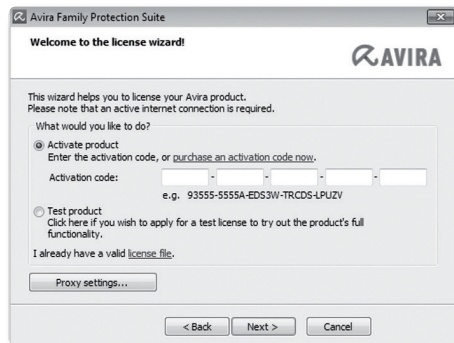 Avira Family Protection Suite
Welcome to the license wizard!
AVIRA
This wizard helps you to license your Avira product.
Please note that an active internet connection is required.
What would you like to do?
Activate product
Enter the activation code, or purchase an activation code now.
Activation code: - - - - -
e.g. 93555-5555A-EDS3W-TRCDS-LPUZV
Test product
Click here if you wish to apply for a test license to try out the product's full
functionality.
I already have a valid license file.
Proxy settings...
< Back Next > Cancel